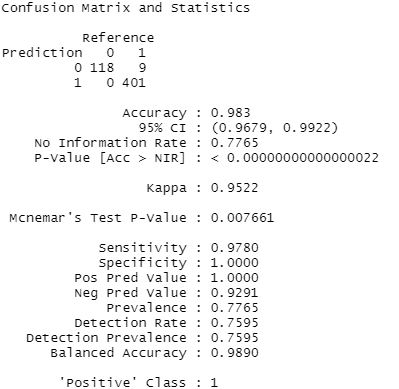 Confusion Matrix and Statistics
Reference
Prediction 0 1
0 118 9
1 0 401
Accuracy : 0.983
95% CI : (0.9679, 0.9922)
No Information Rate : 0.7765
P-Value [Acc > NIR] : < 0.00000000000000022
Kappa : 0.9522
Mcnemar's Test P-Value : 0.007661
Sensitivity : 0.9780
Specificity : 1.0000
Pos Pred Value : 1.0000
Neg Pred Value : 0.9291
Prevalence : 0.7765
Detection Rate : 0.7595
Detection Prevalence : 0.7595
Balanced Accuracy : 0.9890
'Positive' Class : 1